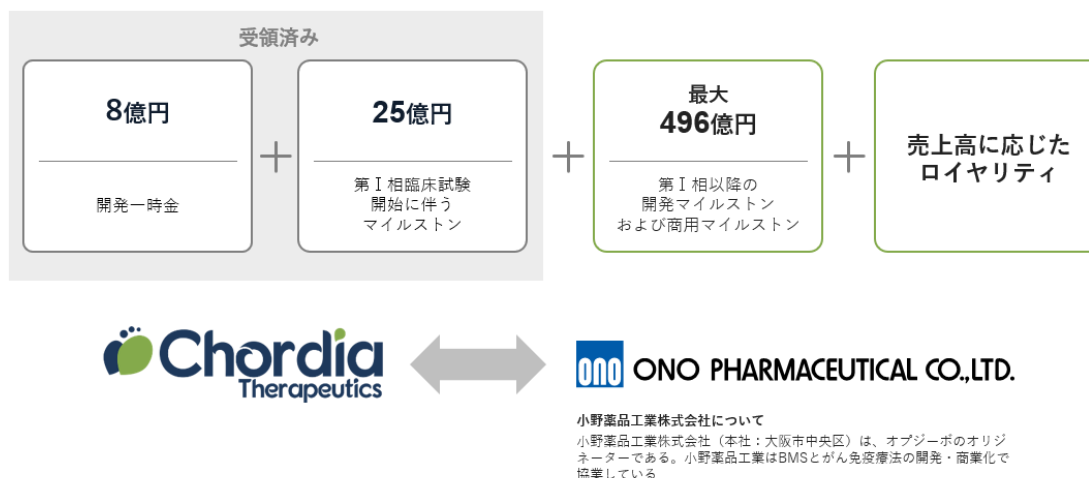 受領済み
8億円
開発一時金
+
25億円
第Ⅰ相臨床試験
開始に伴う
マイルストン
+
最大
496億円
第Ⅰ相以降の
開発マイルストン
および商用マイルストン
+
売上高に応じた
ロイヤリティ
Chordia
Therapeutics
ono ONO PHARMACEUTICAL CO.,LTD.
小野薬品工業株式会社について
小野薬品工業株式会社（本社：大阪市中央区）は、オプジーボのオリジ
ネーターである。小野薬品工業はBMSとがん免疫療法の開発・商業化で
協業している